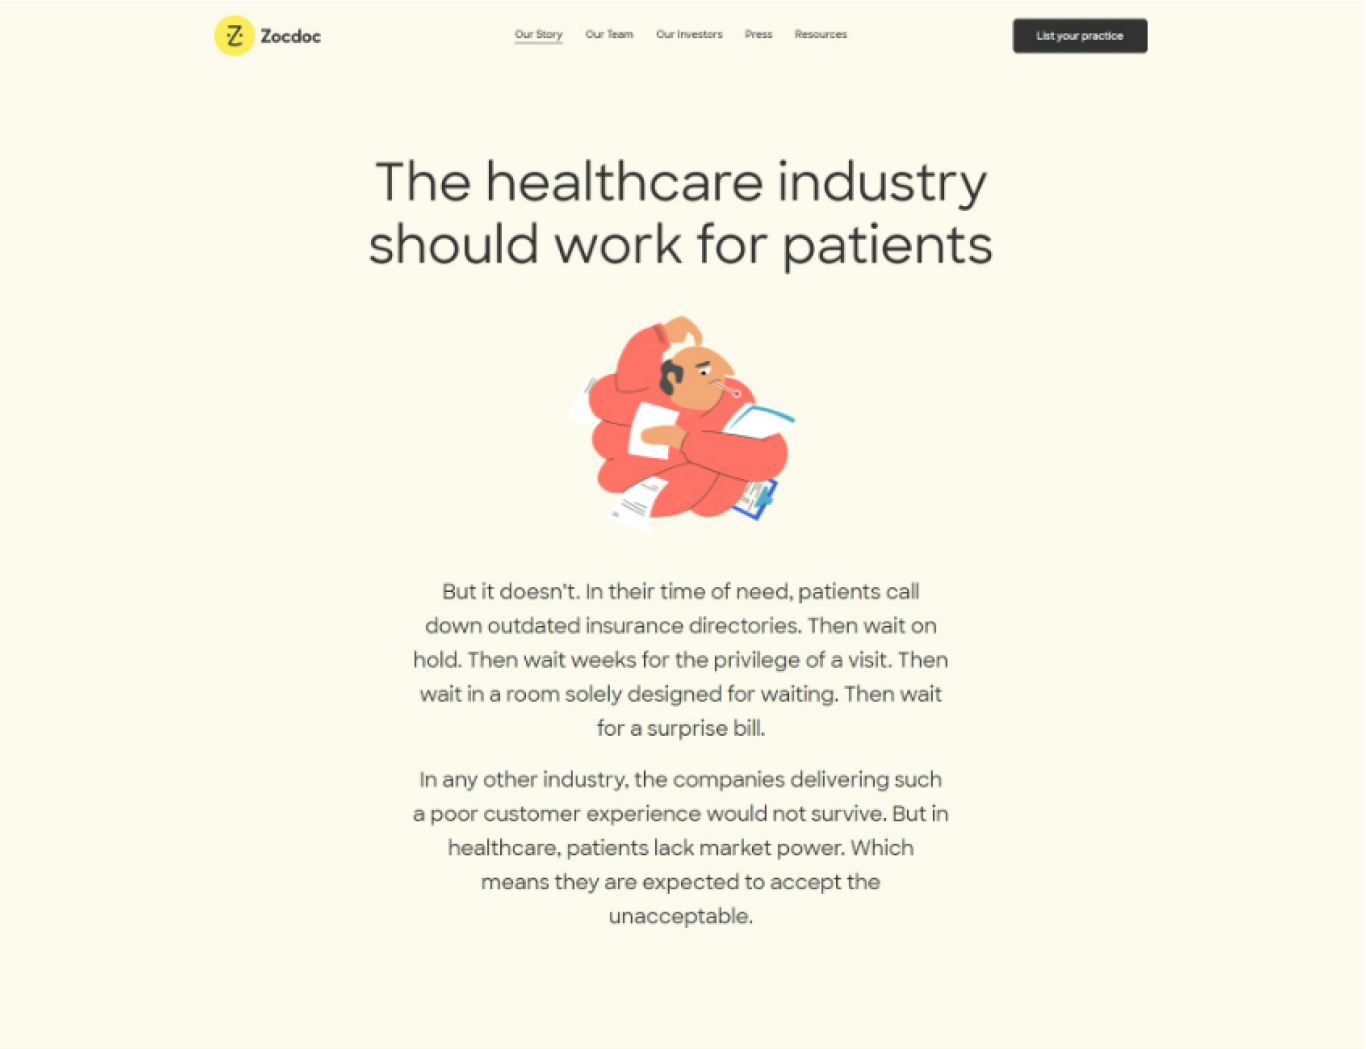 Zocdoc
Our Story
Our Team
Our Investors
Press
Resources
List your practice
The healthcare industry
should work for patients
But it doesn't. In their time of need, patients call
down outdated insurance directories. Then wait on
hold. Then wait weeks for the privilege of a visit. Then
wait in a room solely designed for waiting. Then wait
for a surprise bill.
In any other industry, the companies delivering such
a poor customer experience would not survive. But in
healthcare, patients lack market power. Which
means they are expected to accept the
unacceptable.